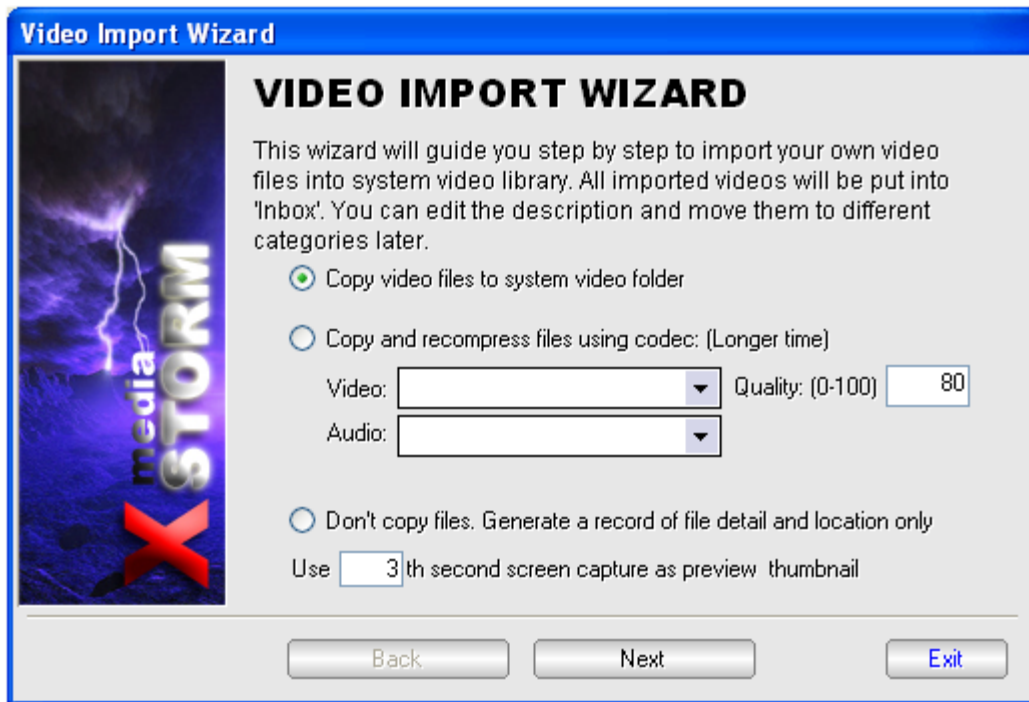 Video Import Wizard
VIDEO IMPORT WIZARD
This wizard will guide you step by step to import your own video
files into system video library. All imported videos will be put into
'Inbox'. You can edit the description and move them to different
categories later.
Copy video files to system video folder
Copy and recompress files using codec: (Longer time)
Video:
Quality: (0-100) 80
Audio:
Don't copy files. Generate a record of file detail and location only
Use 3 th second screen capture as preview thumbnail
X media STORM
Back
Next
Exit